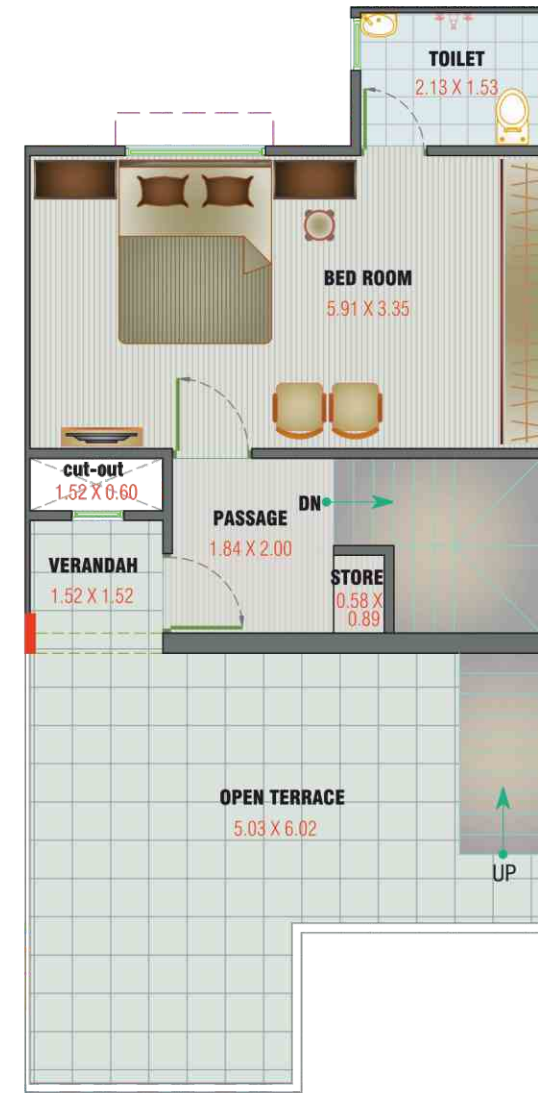 TOILET
2.13 X 1.53
BED ROOM
5.91 X 3.35
cut-out
1.52 X 0.60
DN
PASSAGE
1.84 X 2.00
VERANDAH
1.52 X 1.52
STORE
0.58 X
0.89
OPEN TERRACE
5.03 X 6.02
UP